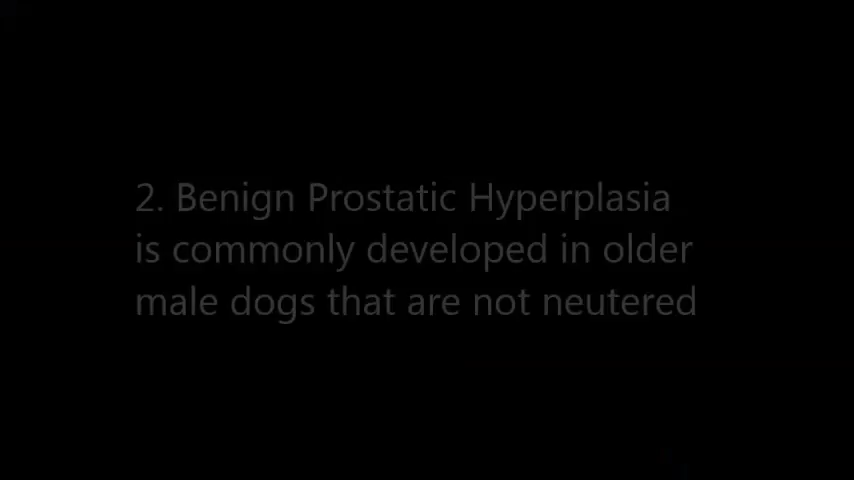 2. Benign Prostatic Hyperplasia
is commonly developed in older
male dogs that are not neutered